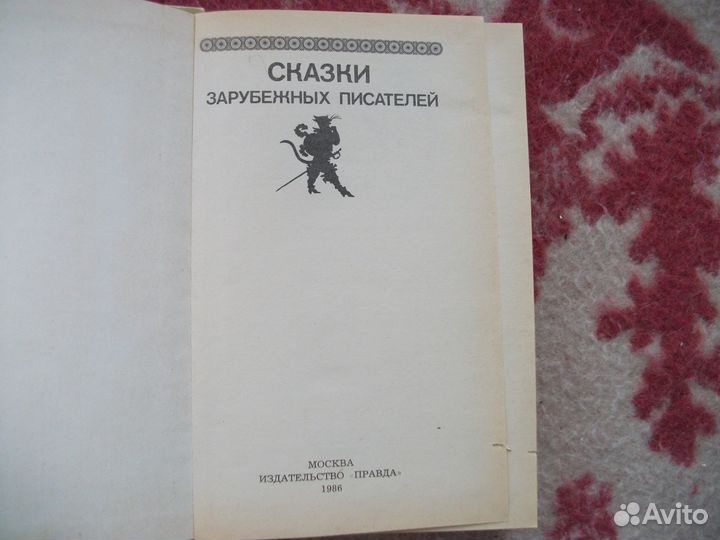 СКАЗКИ
ЗАРУБЕЖНЫХ ПИСАТЕЛЕЙ
МОСКВА
ИЗДАТЕЛЬСТВО «ПРАВДА»
1986
Avito